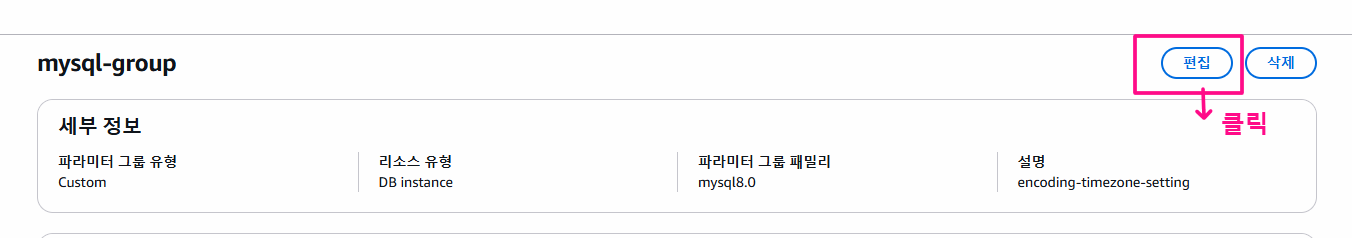 mysql-group
편집
삭제
클릭
세부 정보
파라미터 그룹 유형
Custom
리소스 유형
DB instance
파라미터 그룹 패밀리
mysql8.0
설명
encoding-timezone-setting